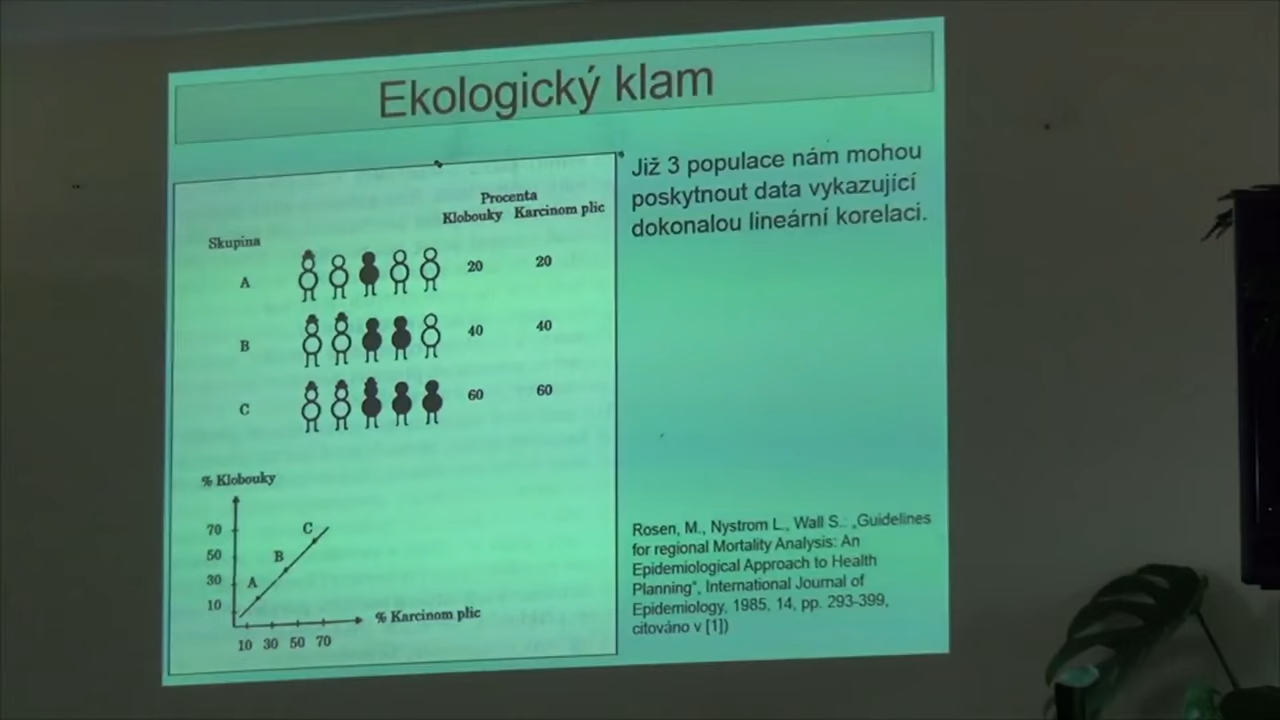 Ekologický klam
Již 3 populace nám mohou
poskytnout data vykazující
dokonalou lineární korelaci.
Procenta
Klobouky Karcinom plic
Skupina
A 20 20
B 40 40
C 60 60
% Klobouky
70
50
30
10
C
B
A
% Karcinom plic
10 30 50 70
Rosen, M., Nystrom L., Wall S.: „Guidelines
for regional Mortality Analysis: An
Epidemiological Approach to Health
Planning“, International Journal of
Epidemiology, 1985, 14, pp. 293-399,
citováno v [1])